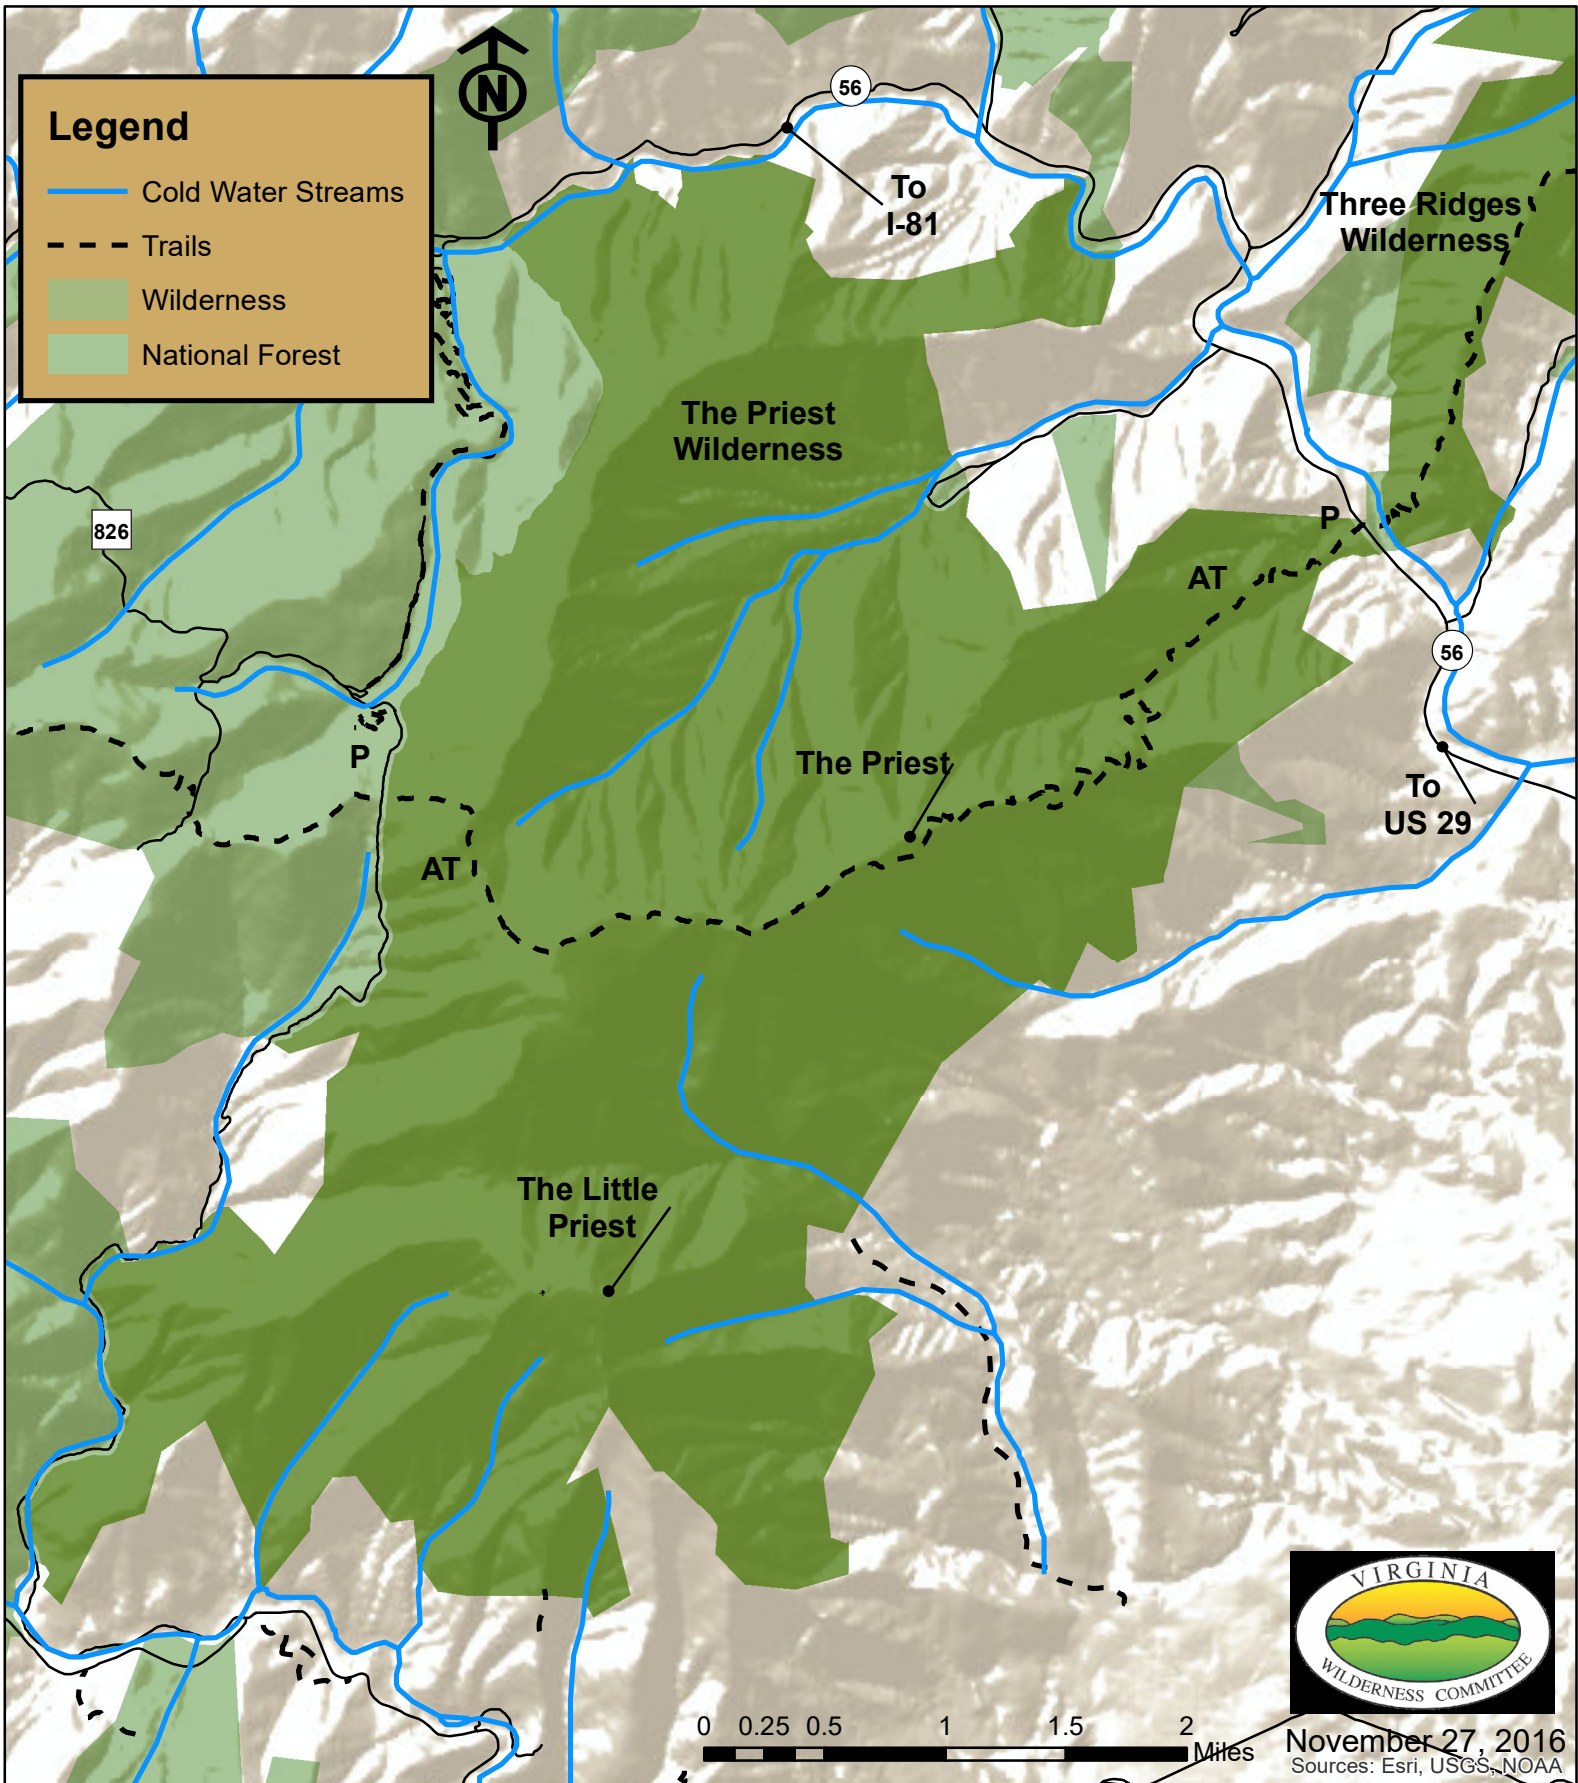 56
Legend
Cold Water Streams
Trails
Wilderness
National Forest
N
To
I-81
Three Ridges
Wilderness
The Priest
Wilderness
826
P
AT
56
P
The Priest
To
US 29
AT
The Little
Priest
VIRGINIA
WILDERNESS COMMITTEE
0 0.25 0.5 1 1.5 2
Miles
November 27, 2016
Sources: Esri, USGS, NOAA